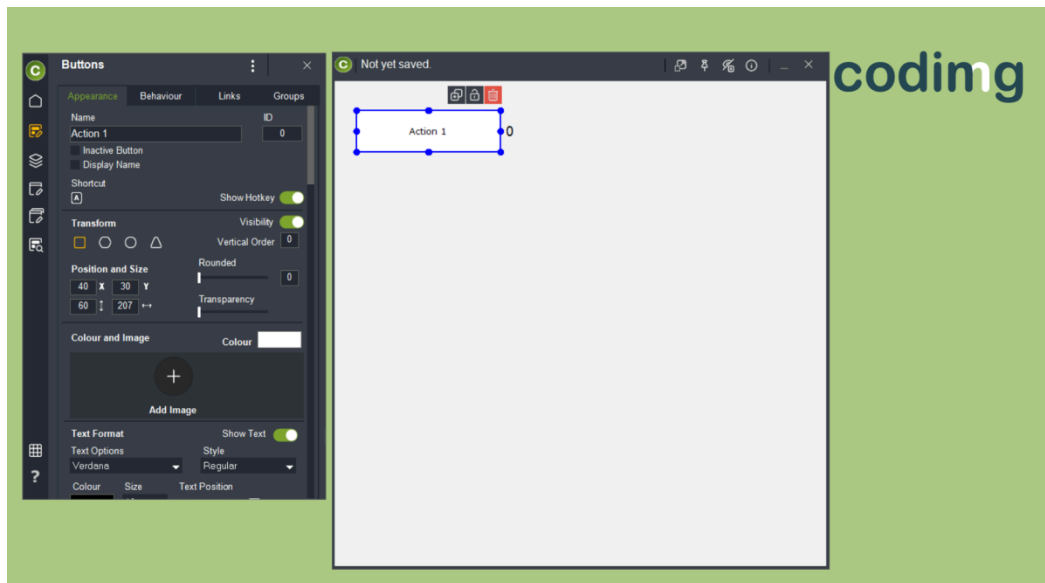 Buttons
Appearance Behaviour Links Groups
Name ID
Action 1 0
Inactive Button
Display Name
Shortcut
A Show Hotkey
Transform Visibility
Vertical Order 0
Position and Size Rounded
40 X 30 Y 0
60 207 Transparency
Colour and Image Colour
Add Image
Text Format Show Text
Text Options Style
Verdana Regular
Colour Size Text Position
?
C Not yet saved.
Action 1 0
codimg